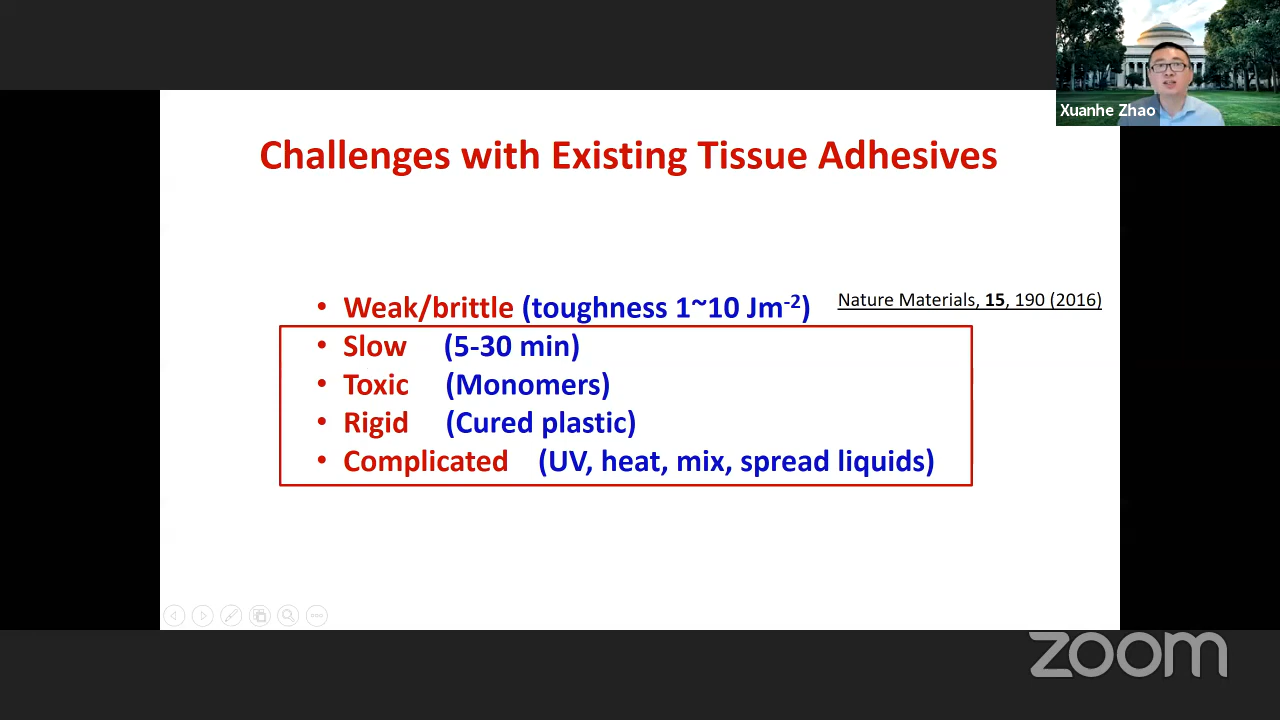 Xuanhe Zhao
Challenges with Existing Tissue Adhesives
• Weak/brittle (toughness 1~10 Jm-2)
Nature Materials, 15, 190 (2016)
• Slow (5-30 min)
• Toxic (Monomers)
• Rigid (Cured plastic)
• Complicated (UV, heat, mix, spread liquids)
zoom